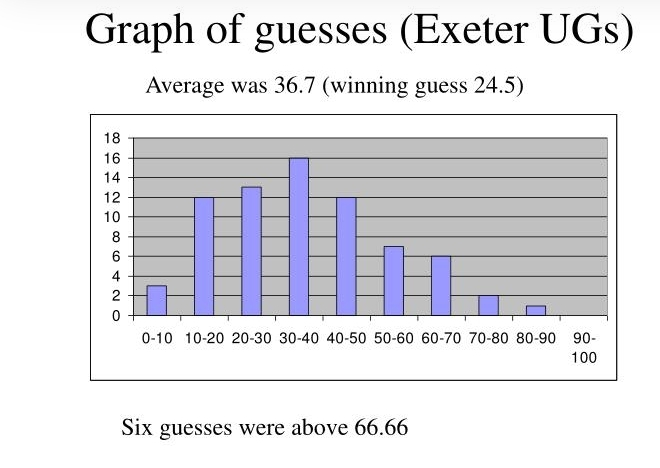 Graph of guesses (Exeter UGs)
Average was 36.7 (winning guess 24.5)
18
16
14
12
10
8
6
4
2
0
0-10 10-20 20-30 30-40 40-50 50-60 60-70 70-80 80-90 90-
100
Six guesses were above 66.66